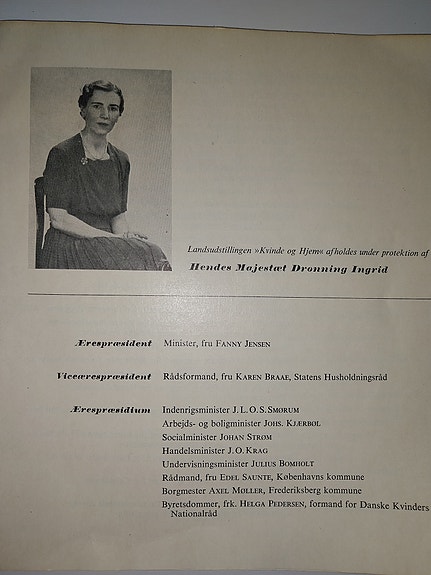 Landsudstillingen »Kvinde og Hjem« afholdes under protektion af
Hendes Majestæt Dronning Ingrid
Ærespræsident Minister, fru FANNY JENSEN
Viceærespræsident Rådsformand, fru KAREN BRAAE, Statens Husholdningsråd
Ærespræsidium Indenrigsminister J. L. O. S. SMØRUM
Arbejds- og boligminister JOHS. KJÆRBØL
Socialminister JOHAN STRØM
Handelsminister J. O. KRAG
Undervisningsminister JULIUS BOMHOLT
Rådmand, fru EDEL SAUNTE, Københavns kommune
Borgmester AXEL MØLLER, Frederiksberg kommune
Byretsdommer, frk. HELGA PEDERSEN, formand for Danske Kvinders
Nationalråd